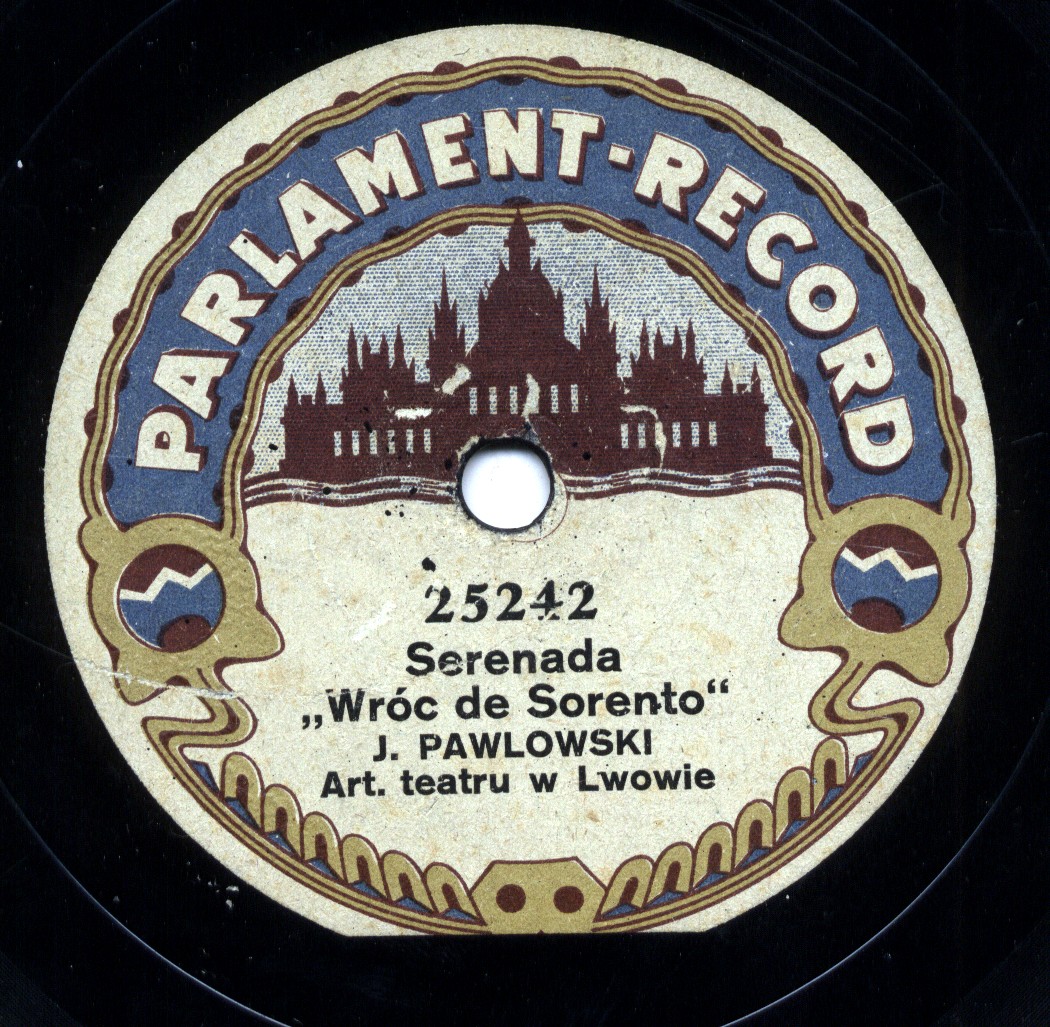 PARLAMENT-RECORD
25242
Serenada
„Wróc de Sorento“
J. PAWLOWSKI
Art. teatru w Lwowie